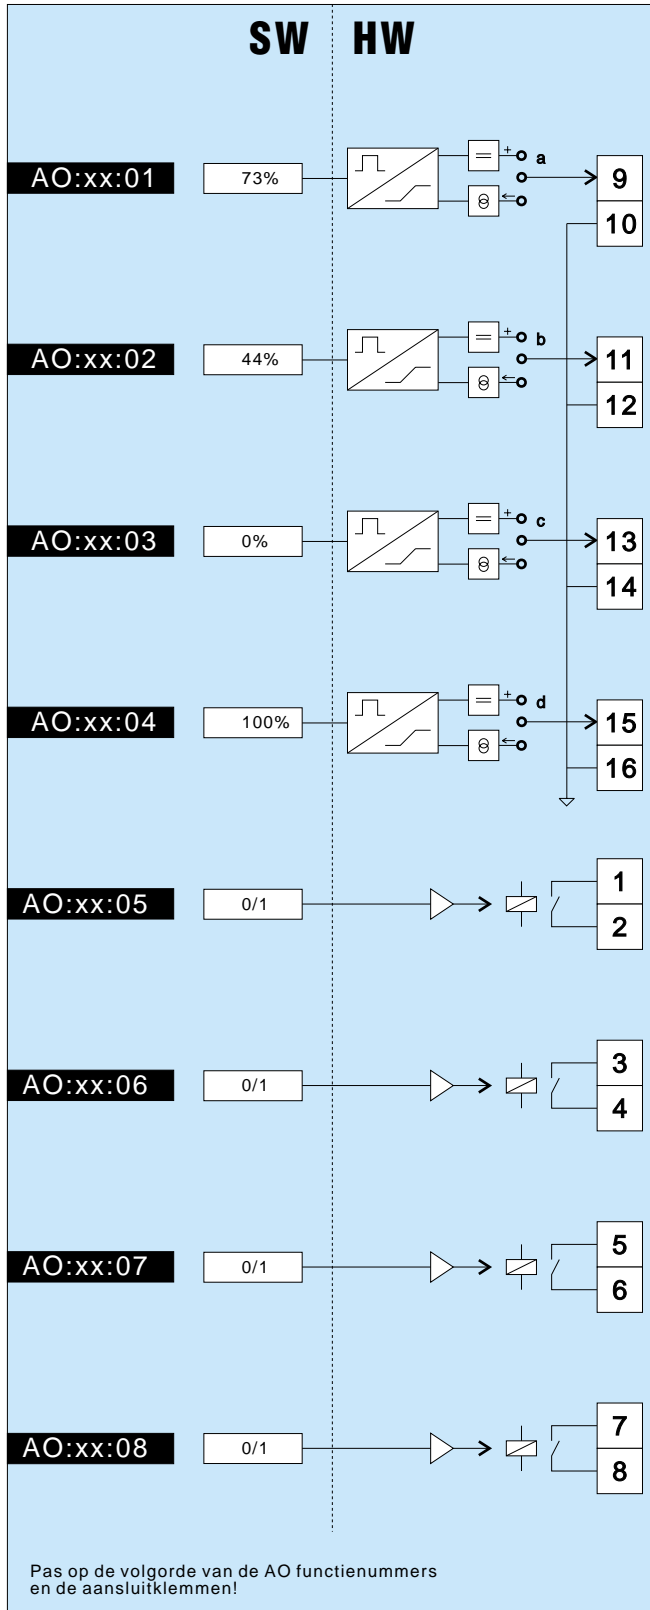 SW HW
a
AO:xx:01 73% = + 9
10
b
AO:xx:02 44% = + 11
12
c
AO:xx:03 0% = + 13
14
d
AO:xx:04 100% = + 15
16
1
AO:xx:05 0/1
2
3
AO:xx:06 0/1
4
5
AO:xx:07 0/1
6
7
AO:xx:08 0/1
8
Pas op de volgorde van de AO functienummers
en de aansluitklemmen!